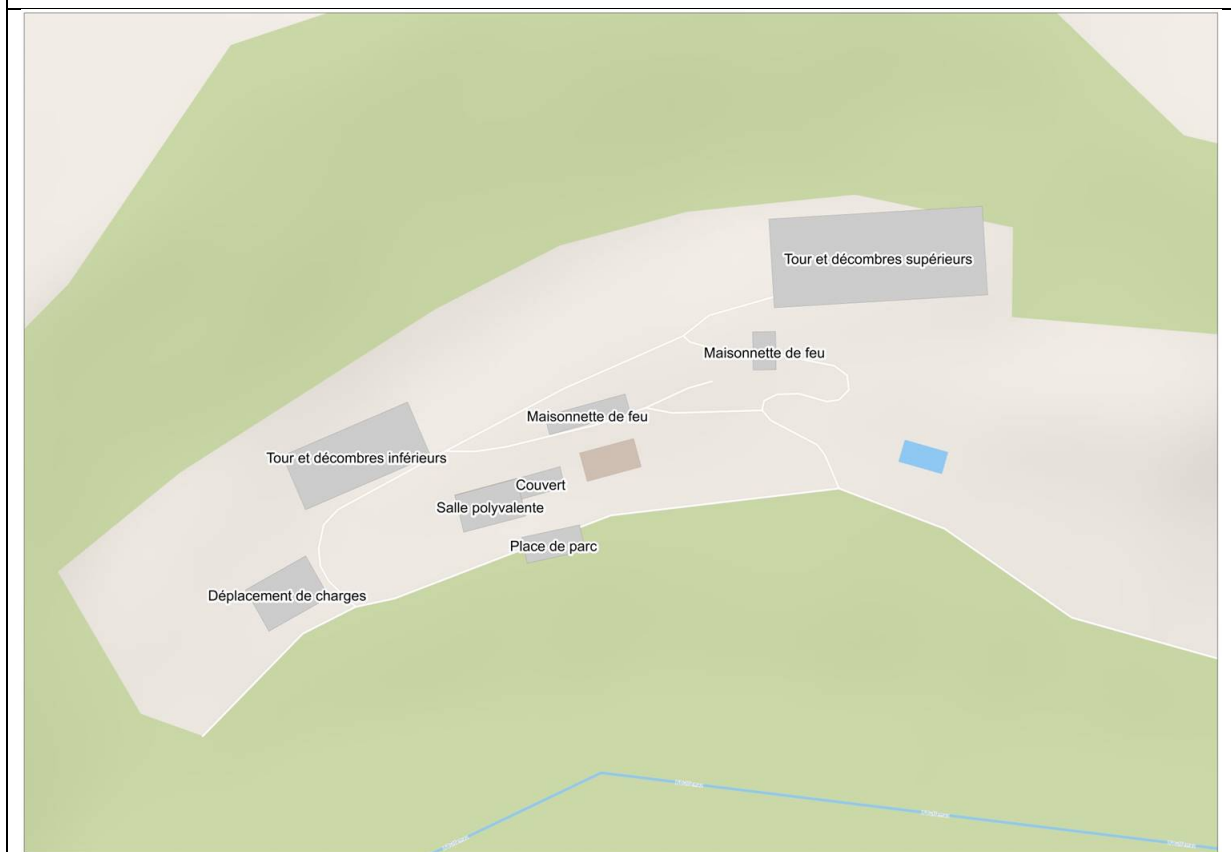 Tour et décombres supérieurs
Maisonnette de feu
Maisonnette de feu
Tour et décombres inférieurs
Couvert
Salle polyvalente
Place de parc
Déplacement de charges